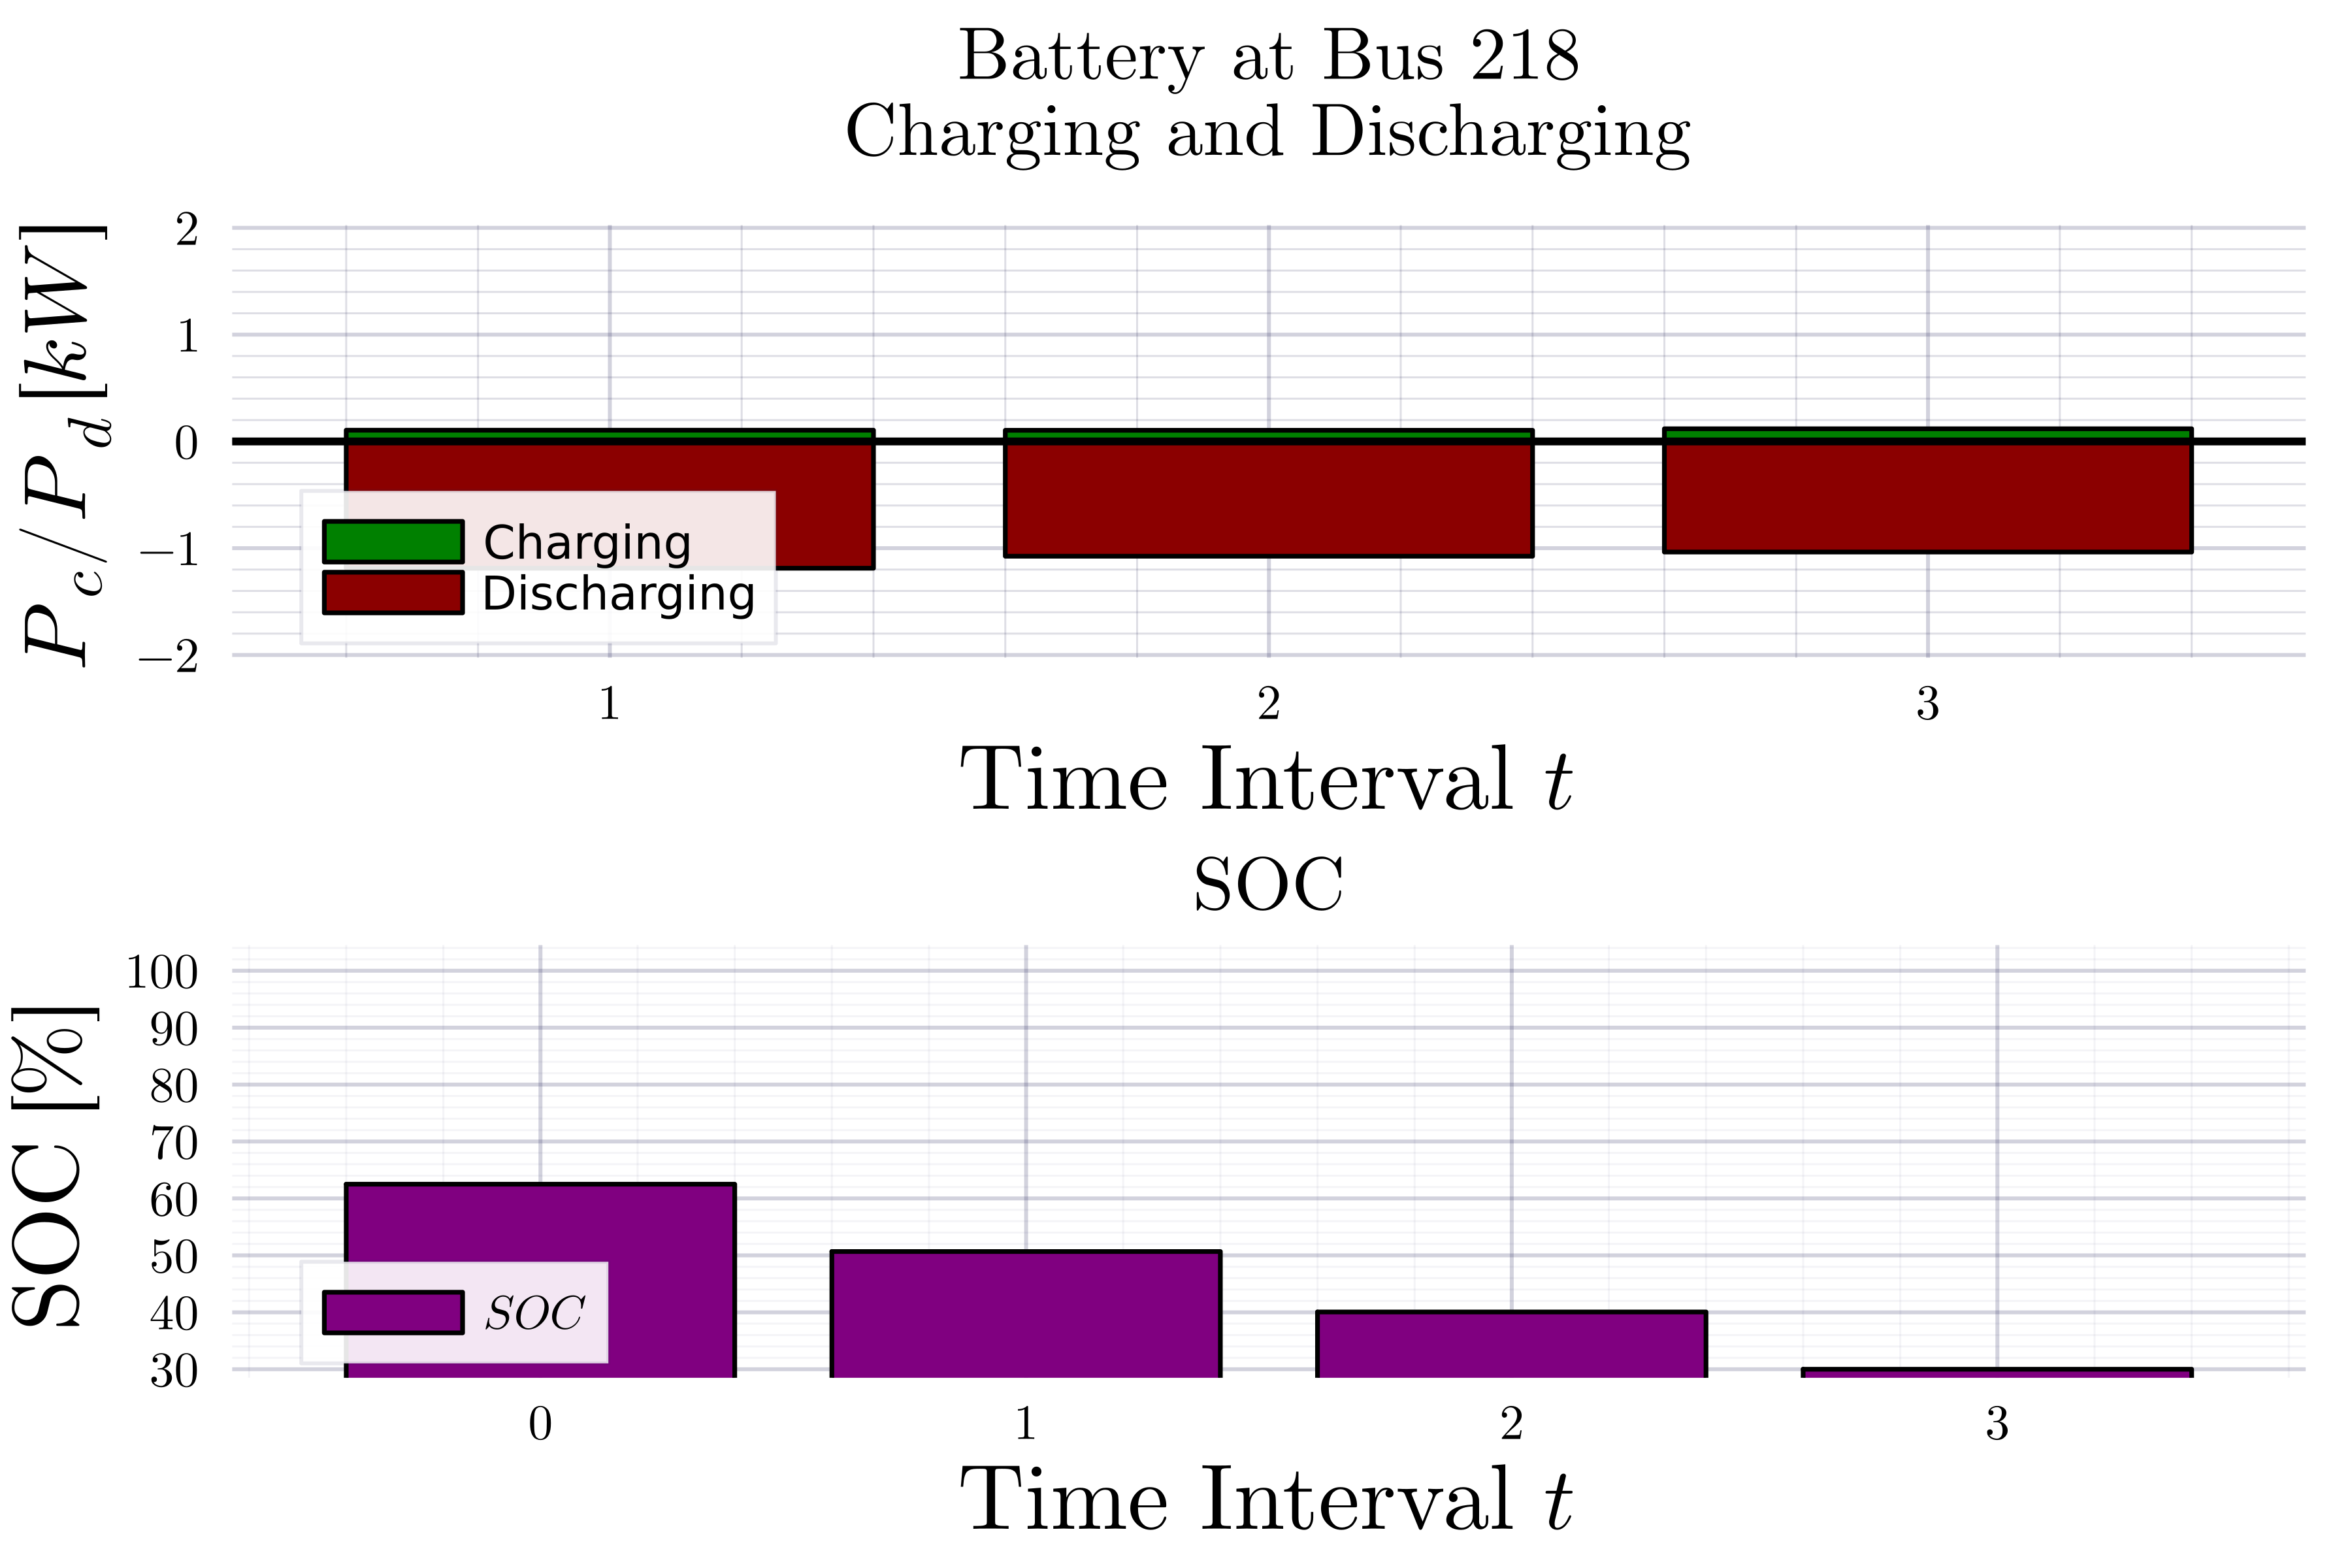 Battery at Bus 218
Charging and Discharging
P_c/P_d [kW]
2
1
0
−1
−2
Charging
Discharging
1 2 3
Time Interval t
SOC
SOC [%]
100
90
80
70
60
50
40
30
SOC
0 1 2 3
Time Interval t